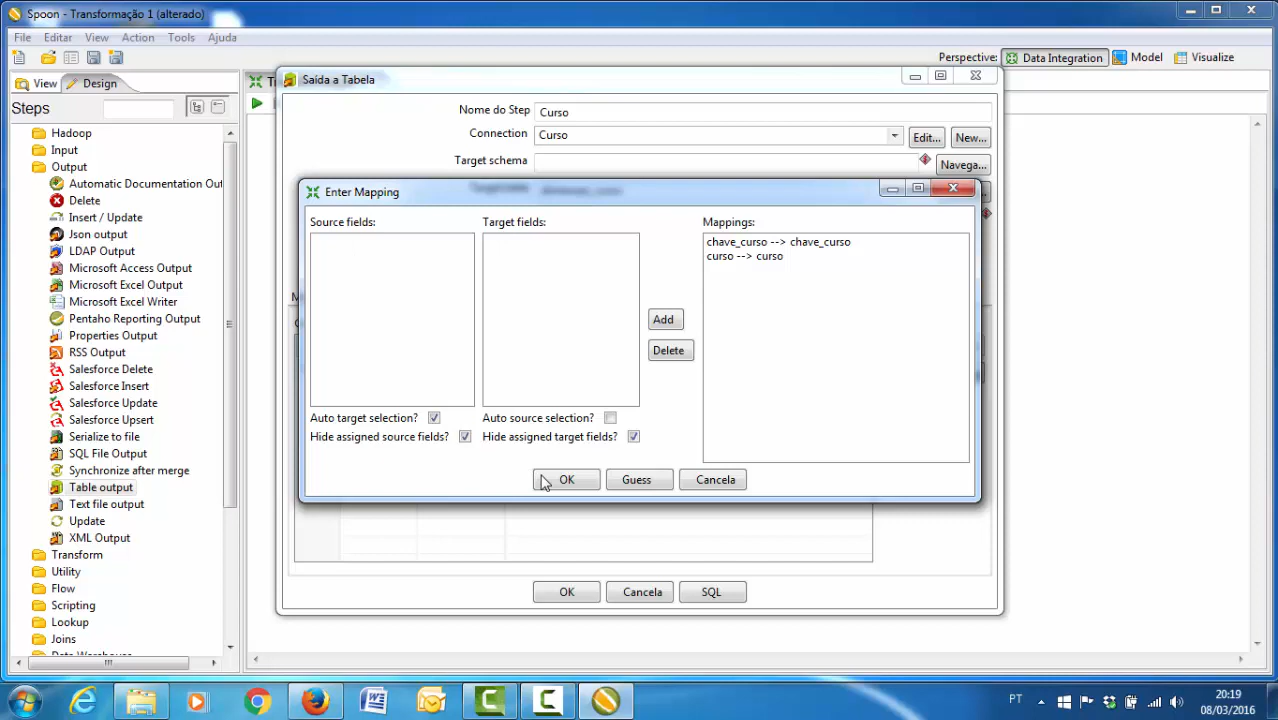 Spoon - Transformação 1 (alterado)
File Editar View Action Tools Ajuda
Perspective: Data Integration Model Visualize
View Design
Steps
Hadoop
Input
Output
Automatic Documentation Out
Delete
Insert / Update
Json output
LDAP Output
Microsoft Access Output
Microsoft Excel Output
Microsoft Excel Writer
Pentaho Reporting Output
Properties Output
RSS Output
Salesforce Delete
Salesforce Insert
Salesforce Update
Salesforce Upsert
Serialize to file
SQL File Output
Synchronize after merge
Table output
Text file output
Update
XML Output
Transform
Utility
Flow
Scripting
Lookup
Joins
Data Warehouse
Saída a Tabela
Nome do Step Curso
Connection Curso Edit... New...
Target schema Navega...
Enter Mapping
Source fields: Target fields: Mappings:
chave_curso --> chave_curso
curso --> curso
Add
Delete
Auto target selection? Auto source selection?
Hide assigned source fields? Hide assigned target fields?
OK Guess Cancela
OK Cancela SQL
PT
20:19
08/03/2016